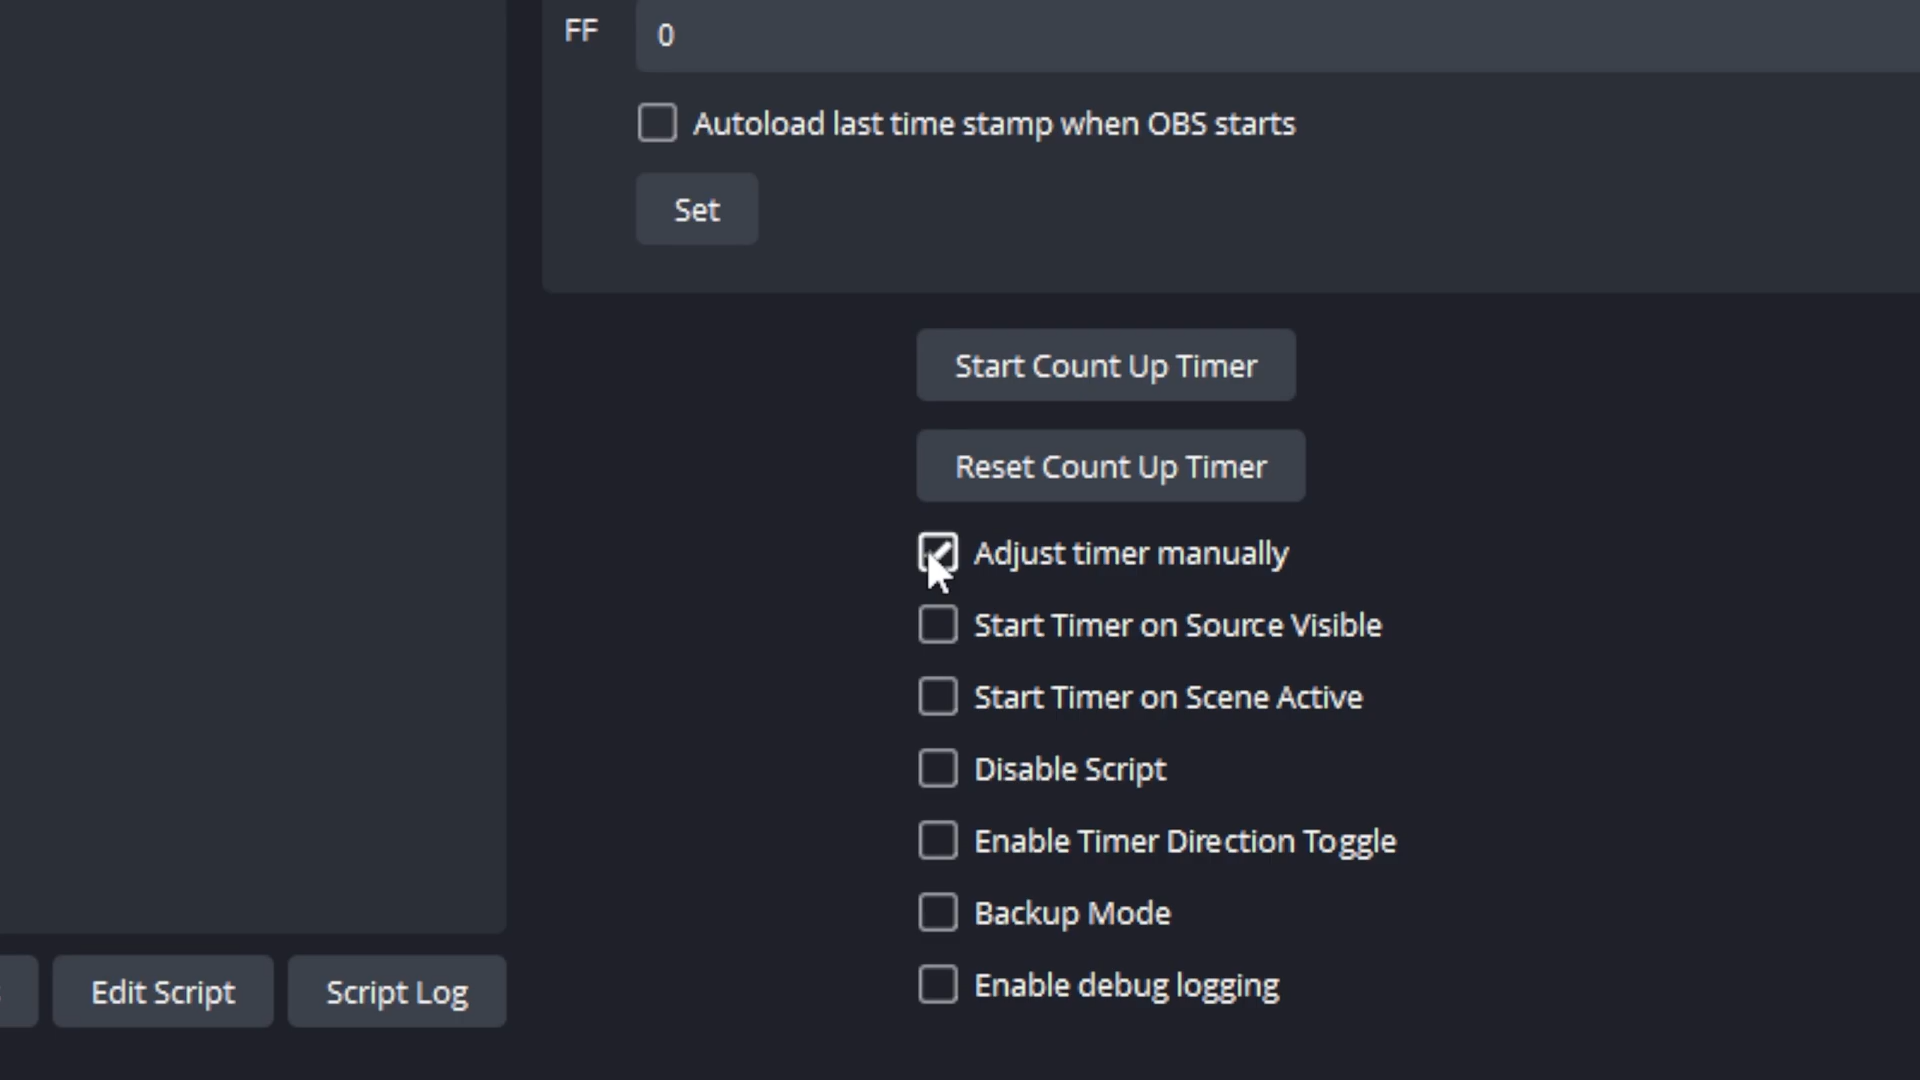 FF
0
Autoload last time stamp when OBS starts
Set
Start Count Up Timer
Reset Count Up Timer
Adjust timer manually
Start Timer on Source Visible
Start Timer on Scene Active
Disable Script
Enable Timer Direction Toggle
Backup Mode
Enable debug logging
Edit Script
Script Log